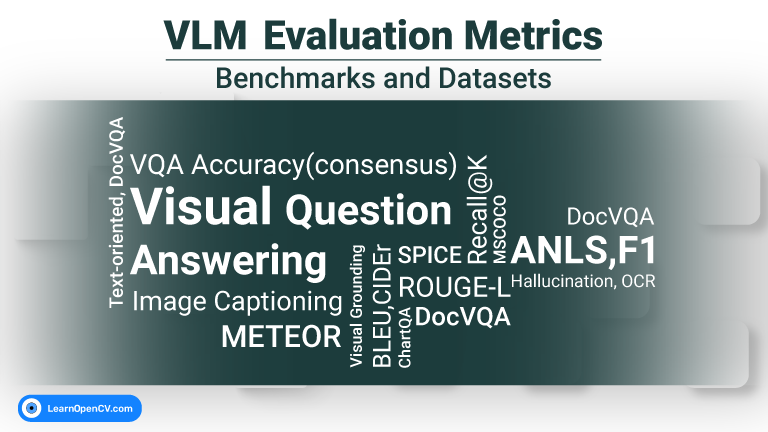 VLM Evaluation Metrics
Benchmarks and Datasets
Text-oriented, DocVQA
VQA Accuracy(consensus)
Visual Question
Answering
Image Captioning
METEOR
Visual Grounding
BLEU,CIDEr
SPICE
ROUGE-L
ChartQA
DocVQA
Recall@K
Mscoco
DocVQA
ANLS,F1
Hallucination, OCR
LearnOpenCV.com